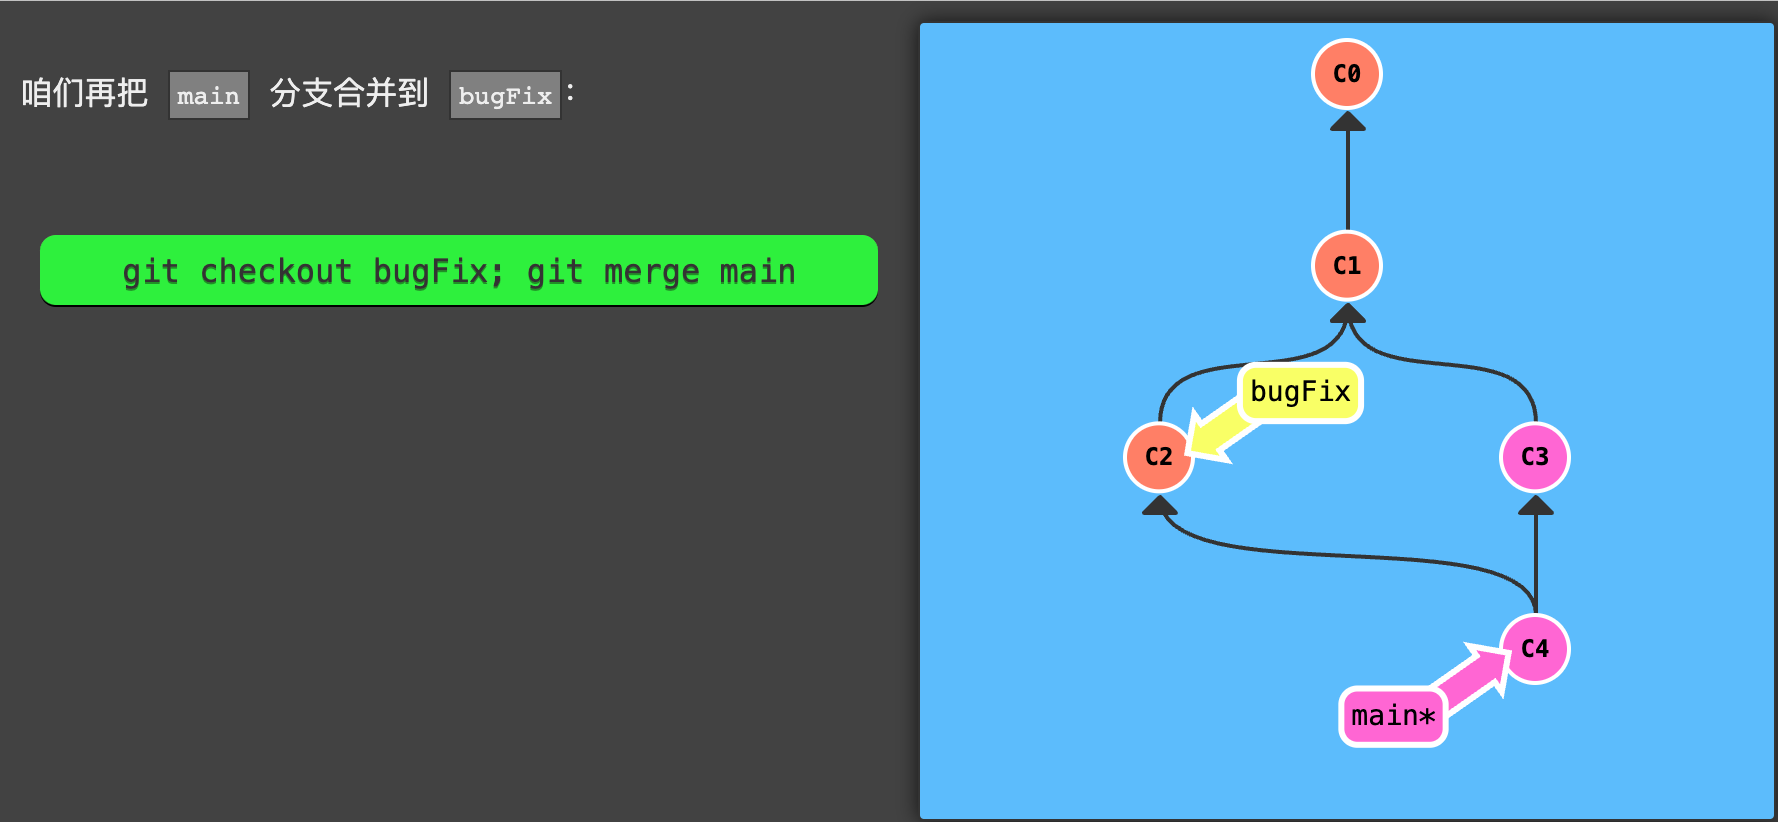 咱们再把 main 分支合并到 bugFix：
git checkout bugFix; git merge main
C0
C1
bugFix
C2
C3
C4
main*